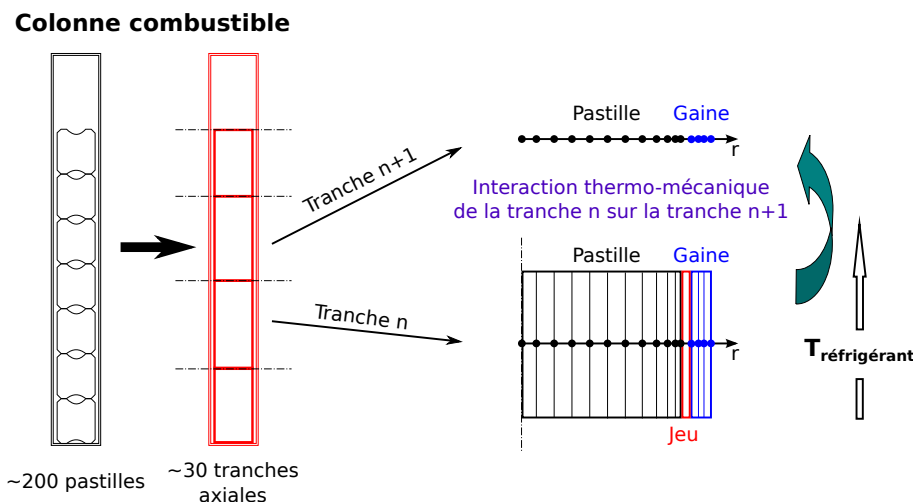 Colonne combustible
Pastille Gaine
r
Tranche n+1
Interaction thermo-mécanique
de la tranche n sur la tranche n+1
Pastille Gaine
Tranche n
r
T réfrigérant
Jeu
~200 pastilles
~30 tranches
axiales